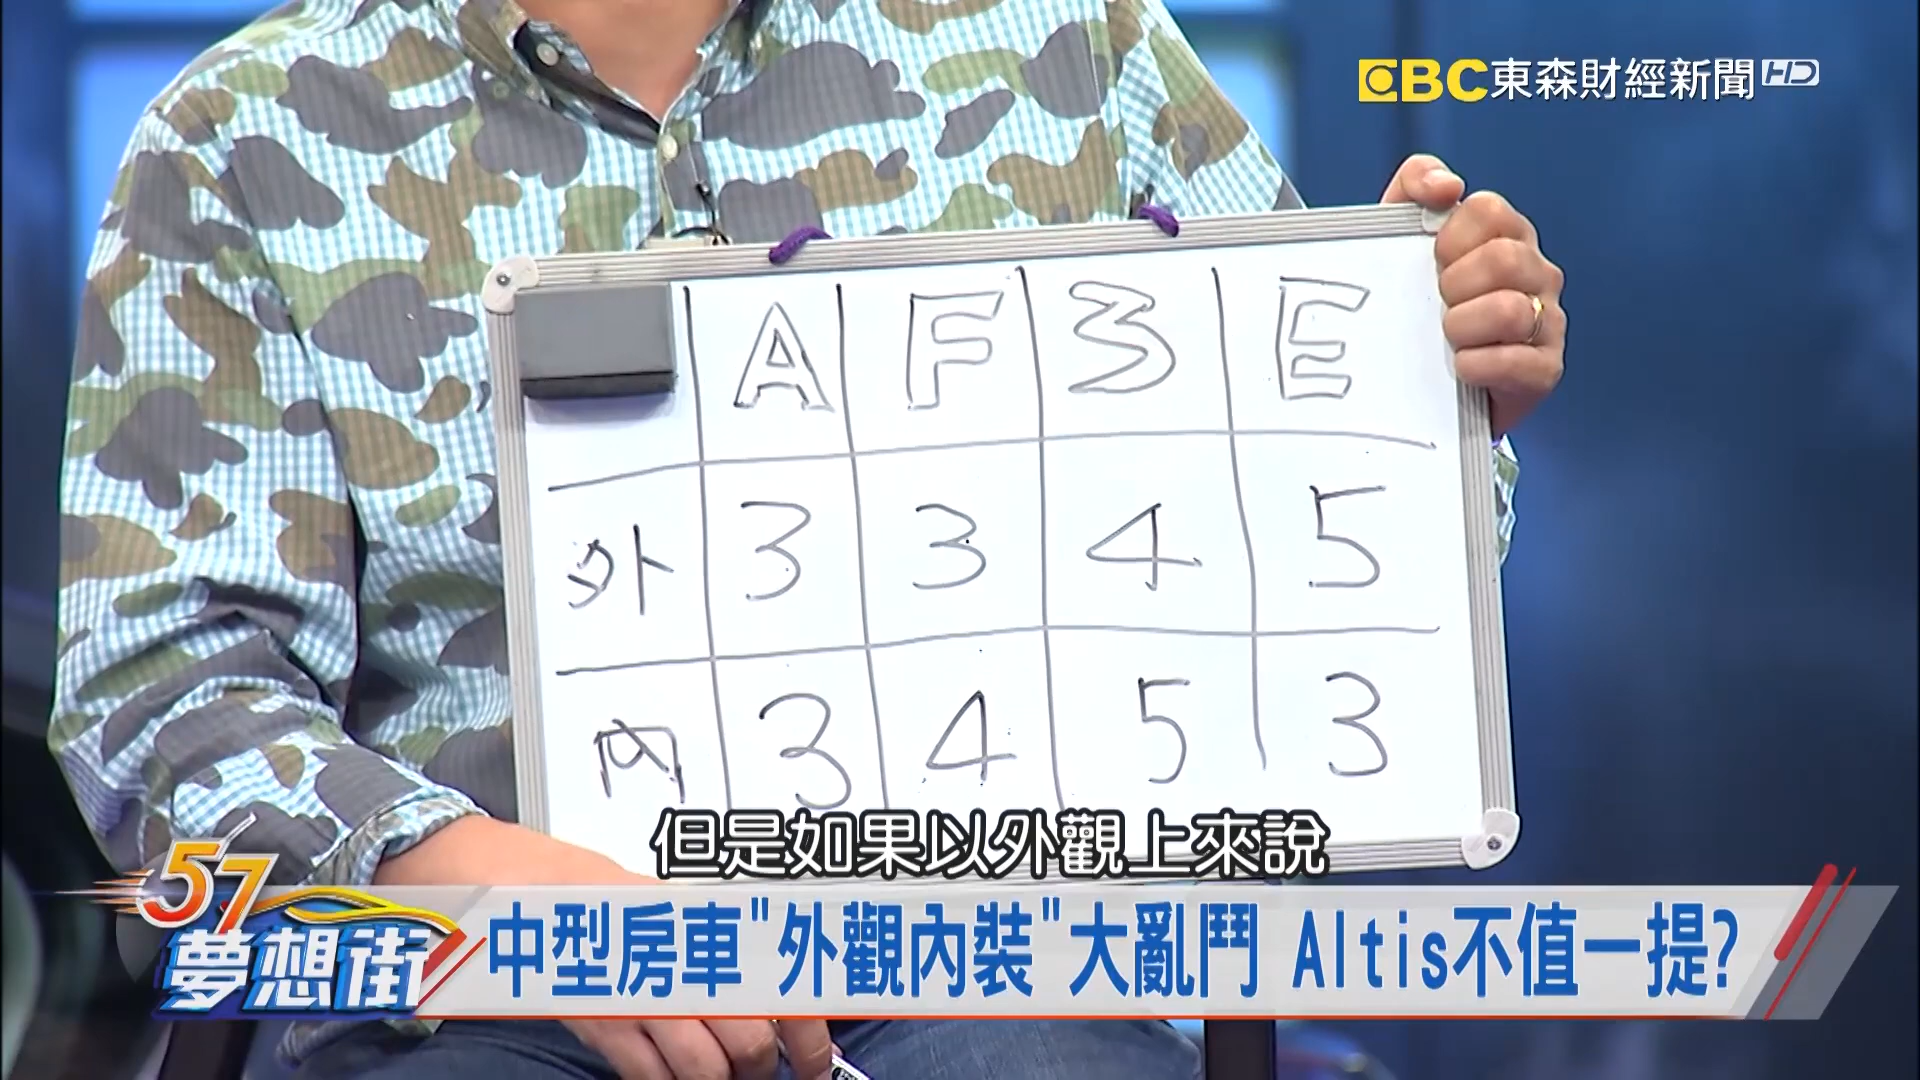 EBC東森財經新聞HD
A F 3 E
外 3 3 4 5
內 3 4 5 3
但是如果以外觀上來說
57夢想街
中型房車"外觀內裝"大亂鬥 Altis不值一提?